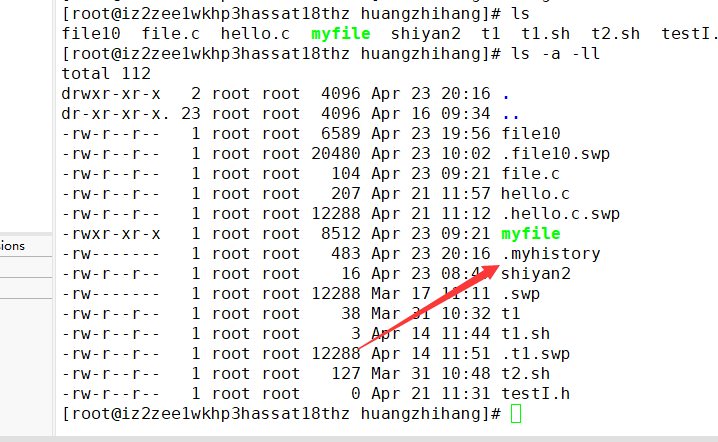 [root@iz2zee1wkhp3hassat18thz huangzhihang]# ls
file10 file.c hello.c myfile shiyan2 t1 t1.sh t2.sh testI.
[root@iz2zee1wkhp3hassat18thz huangzhihang]# ls -a -ll
total 112
drwxr-xr-x 2 root root 4096 Apr 23 20:16 .
dr-xr-xr-x. 23 root root 4096 Apr 16 09:34 ..
-rw-r--r-- 1 root root 6589 Apr 23 19:56 file10
-rw-r--r-- 1 root root 20480 Apr 23 10:02 .file10.swp
-rw-r--r-- 1 root root 104 Apr 23 09:21 file.c
-rw-r--r-- 1 root root 207 Apr 21 11:57 hello.c
-rw-r--r-- 1 root root 12288 Apr 21 11:12 .hello.c.swp
-rwxr-xr-x 1 root root 8512 Apr 23 09:21 myfile
-rw------- 1 root root 483 Apr 23 20:16 .myhistory
-rw-r--r-- 1 root root 16 Apr 23 shiyan2
-rw------- 1 root root 12288 Mar 17 11:11 .swp
sions
-rw-r--r-- 1 root root 38 Mar 31 10:32 t1
-rw-r--r-- 1 root root 3 Apr 14 11:44 t1.sh
-rw-r--r-- 1 root root 12288 Apr 14 11:51 .t1.swp
-rw-r--r-- 1 root root 127 Mar 31 10:48 t2.sh
-rw-r--r-- 1 root root 0 Apr 21 11:31 testI.h
[root@iz2zee1wkhp3hassat18thz huangzhihang]#